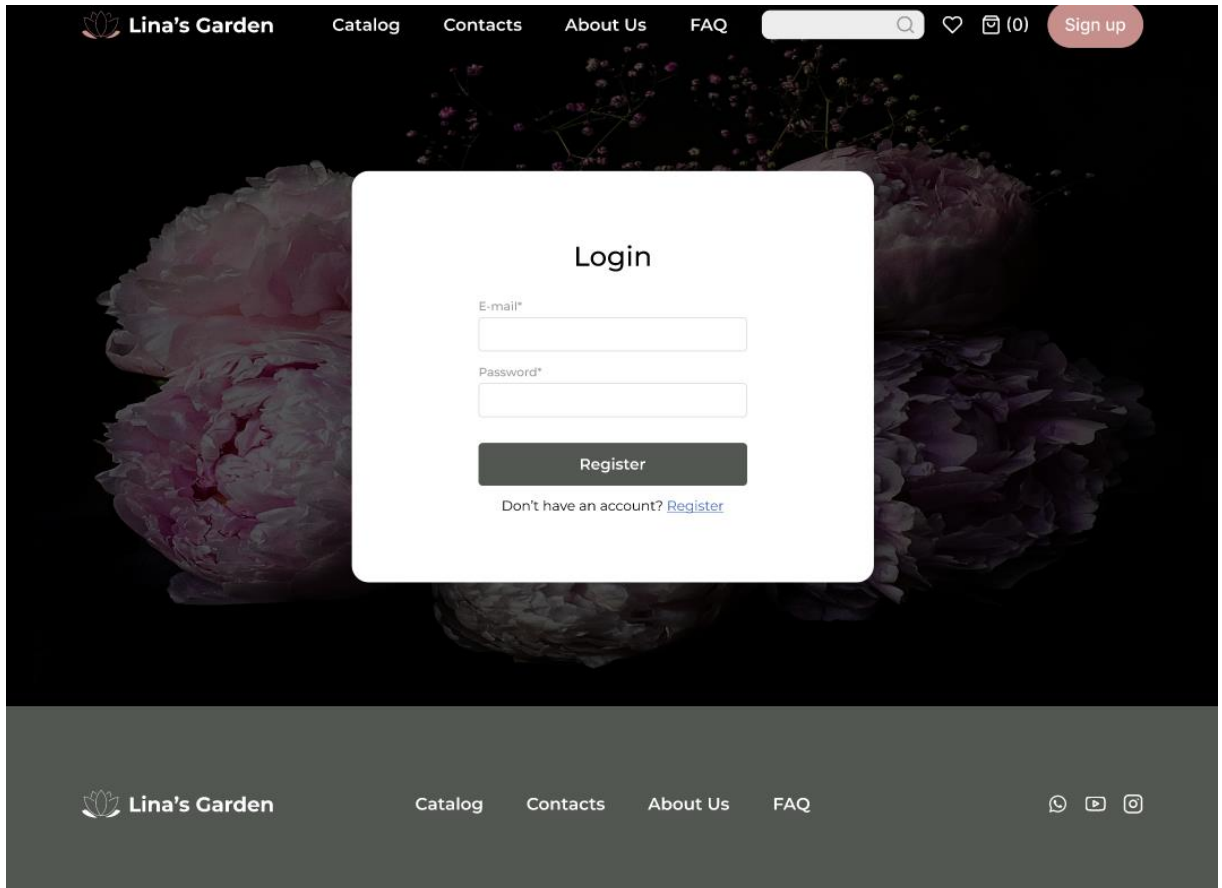 Lina's Garden Catalog Contacts About Us FAQ (0) Sign up
Login
E-mail*
Password*
Register
Don't have an account? Register
Lina's Garden Catalog Contacts About Us FAQ